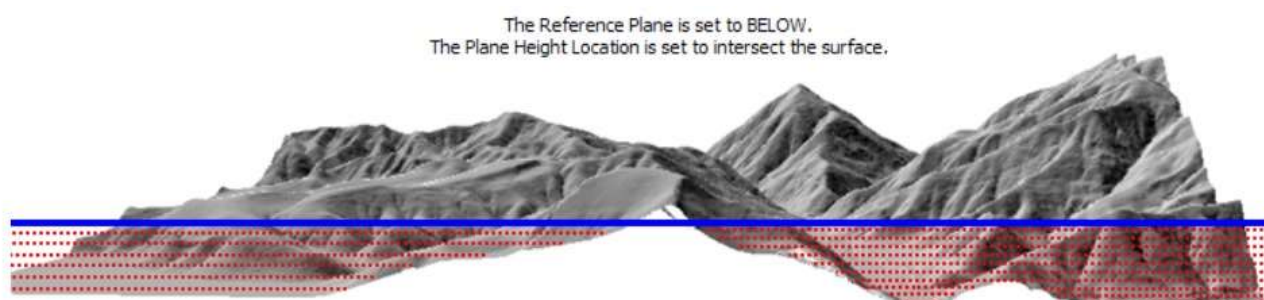 The Reference Plane is set to BELOW.
The Plane Height Location is set to intersect the surface.